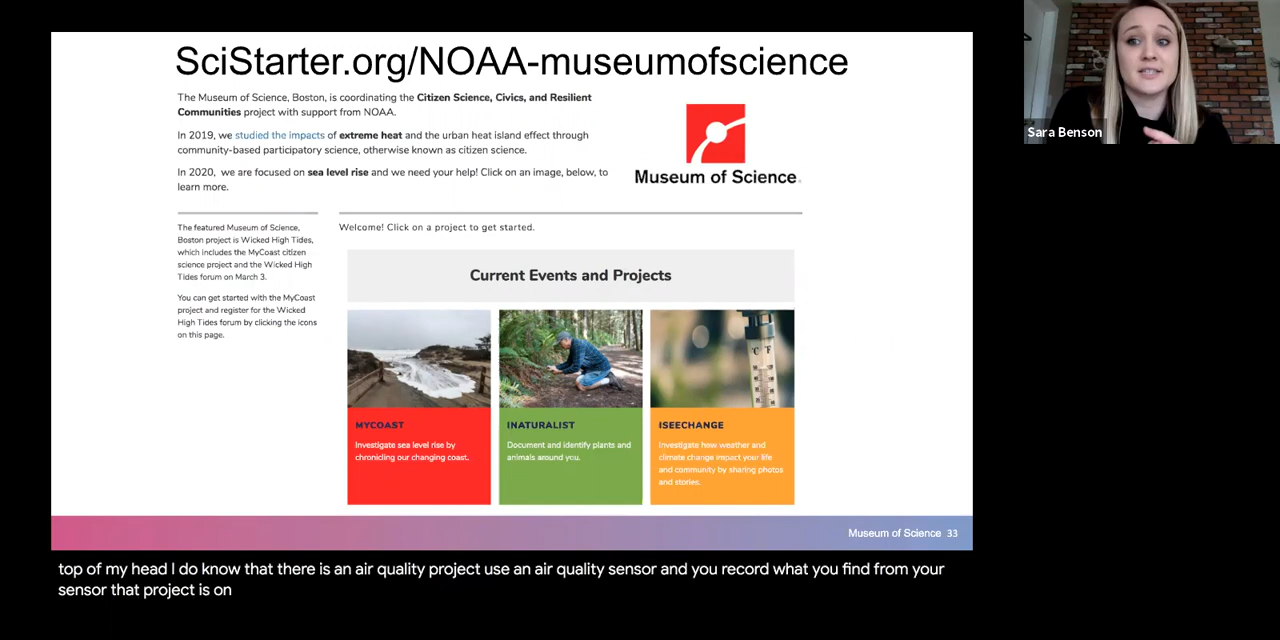 SciStarter.org/NOAA-museumofscience
The Museum of Science, Boston, is coordinating the Citizen Science, Civics, and Resilient
Communities project with support from NOAA.
In 2019, we studied the impacts of extreme heat and the urban heat island effect through
community-based participatory science, otherwise known as citizen science.
In 2020, we are focused on sea level rise and we need your help! Click on an image, below, to
learn more.
Museum of Science
The featured Museum of Science,
Boston project is Wicked High Tides,
which includes the MyCoast citizen
science project and the Wicked High
Tides forum on March 3.
You can get started with the MyCoast
project and register for the Wicked
High Tides forum by clicking the icons
on this page.
Welcome! Click on a project to get started.
Current Events and Projects
°C °F
MYCOAST
Investigate sea level rise by
chronicling our changing coast.
INATURALIST
Document and identify plants and
animals around you.
ISEECHANGE
Investigate how weather and
climate change impact your life
and community by sharing photos
and stories.
Museum of Science 33
Sara Benson
top of my head I do know that there is an air quality project use an air quality sensor and you record what you find from your
sensor that project is on